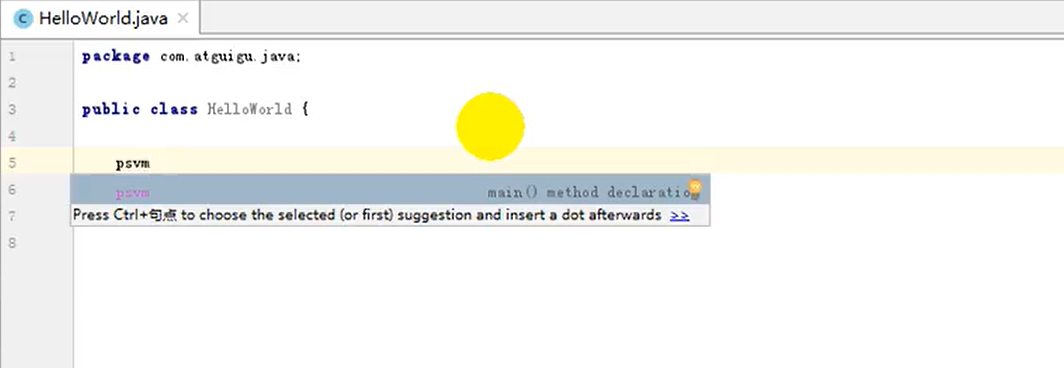 HelloWorld.java
1 package com.atguigu.java;
2
3 public class HelloWorld {
4
5 psvm
6 psvm main() method declaration
7 Press Ctrl+句点 to choose the selected (or first) suggestion and insert a dot afterwards >>
8